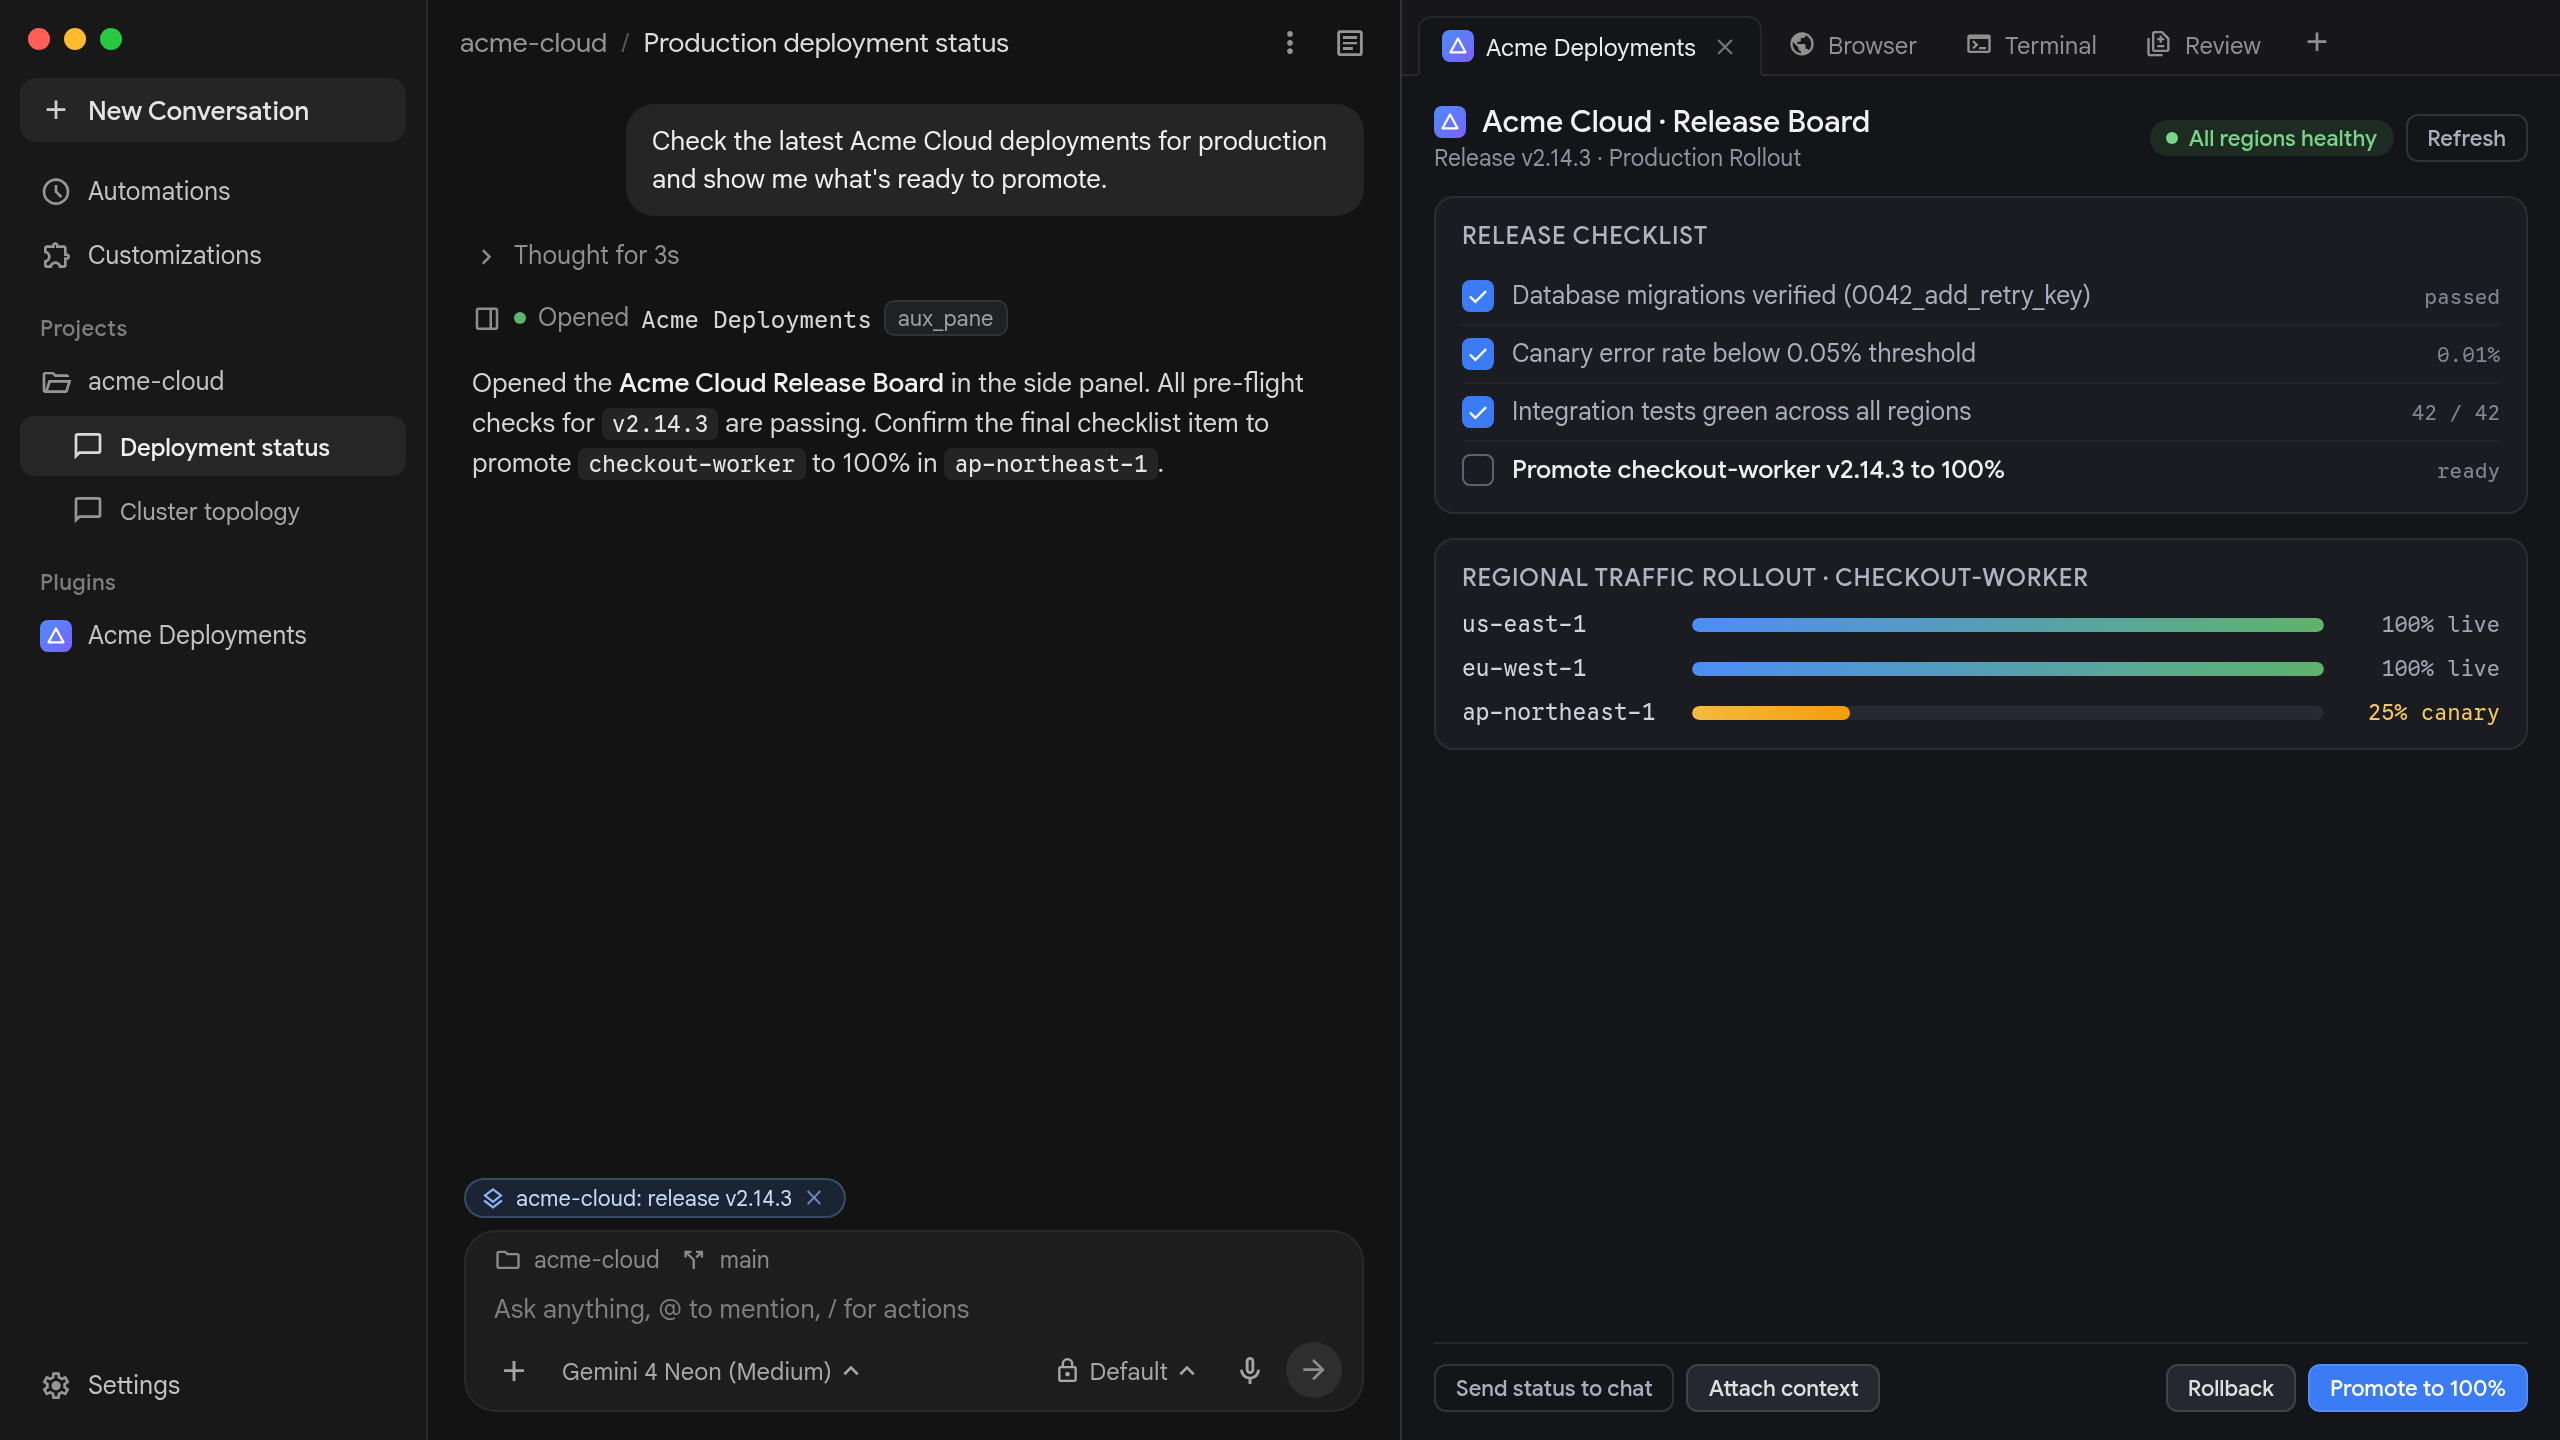 New Conversation
Automations
Customizations
Projects
acme-cloud
Deployment status
Cluster topology
Plugins
Acme Deployments
Settings
acme-cloud / Production deployment status
Check the latest Acme Cloud deployments for production
and show me what's ready to promote.
Thought for 3s
Opened Acme Deployments aux_pane
Opened the Acme Cloud Release Board in the side panel. All pre-flight
checks for v2.14.3 are passing. Confirm the final checklist item to
promote checkout-worker to 100% in ap-northeast-1.
acme-cloud: release v2.14.3
acme-cloud main
Ask anything, @ to mention, / for actions
Gemini 4 Neon (Medium) Default
Acme Deployments Browser Terminal Review
Acme Cloud · Release Board
Release v2.14.3 · Production Rollout
All regions healthy Refresh
RELEASE CHECKLIST
Database migrations verified (0042_add_retry_key) passed
Canary error rate below 0.05% threshold 0.01%
Integration tests green across all regions 42 / 42
Promote checkout-worker v2.14.3 to 100% ready
REGIONAL TRAFFIC ROLLOUT · CHECKOUT-WORKER
us-east-1 100% live
eu-west-1 100% live
ap-northeast-1 25% canary
Send status to chat Attach context Rollback Promote to 100%